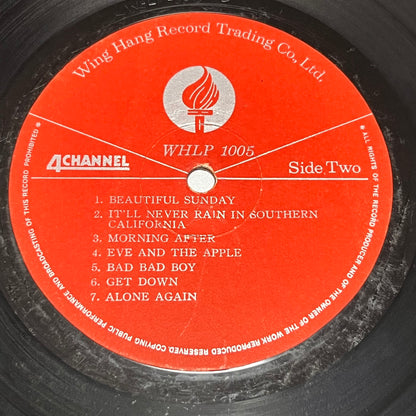 Wing Hang Record Trading Co., Ltd.
WHLP 1005
4CHANNEL
Side Two
1. BEAUTIFUL SUNDAY
2. IT'LL NEVER RAIN IN SOUTHERN
CALIFORNIA
3. MORNING AFTER
4. EVE AND THE APPLE
5. BAD BAD BOY
6. GET DOWN
7. ALONE AGAIN
● ALL RIGHTS OF THE RECORD PRODUCER AND OF THE OWNER OF THE WORK REPRODUCED RESERVED. COPYING PUBLIC PERFORMANCE AND BROADCASTING OF THIS RECORD PROHIBITED ●